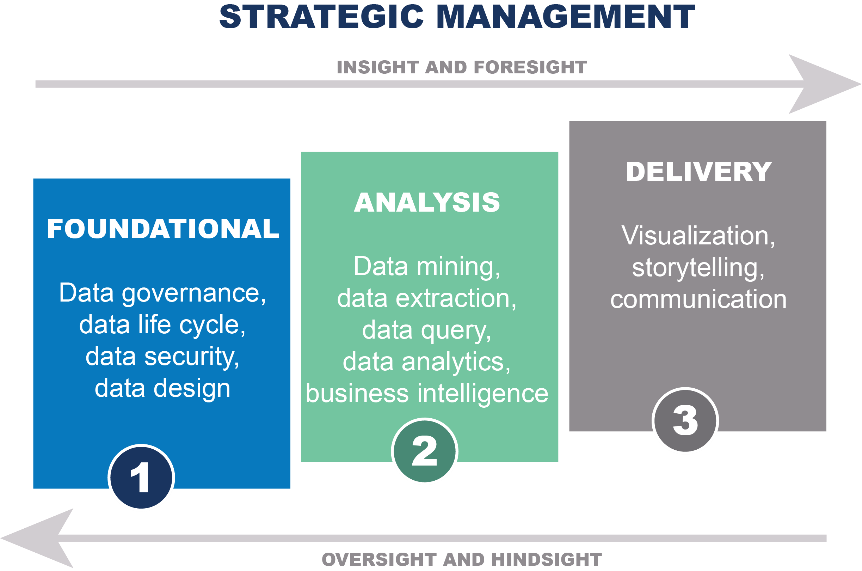 STRATEGIC MANAGEMENT
INSIGHT AND FORESIGHT
FOUNDATIONAL
Data governance,
data life cycle,
data security,
data design
1
ANALYSIS
Data mining,
data extraction,
data query,
data analytics,
business intelligence
2
DELIVERY
Visualization,
storytelling,
communication
3
OVERSIGHT AND HINDSIGHT